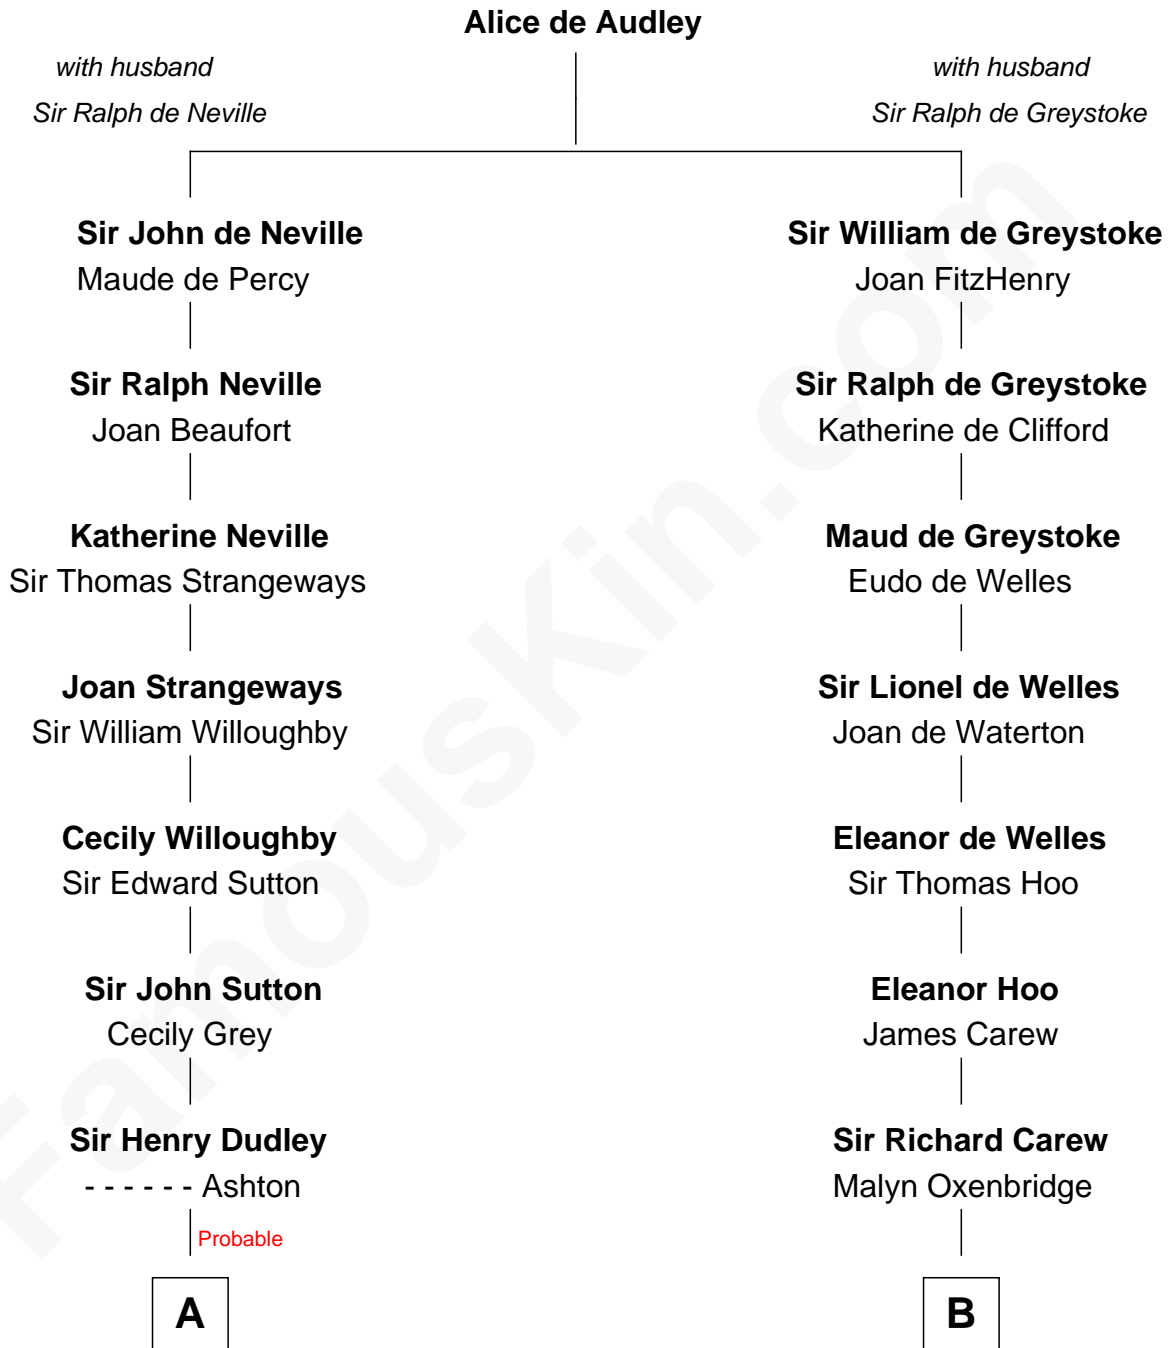 Alice de Audley
with husband
Sir Ralph de Neville
with husband
Sir Ralph de Greystoke
Sir John de Neville
Maude de Percy
Sir William de Greystoke
Joan FitzHenry
Sir Ralph Neville
Joan Beaufort
Sir Ralph de Greystoke
Katherine de Clifford
Katherine Neville
Sir Thomas Strangeways
Maud de Greystoke
Eudo de Welles
Joan Strangeways
Sir William Willoughby
Sir Lionel de Welles
Joan de Waterton
Cecily Willoughby
Sir Edward Sutton
Eleanor de Welles
Sir Thomas Hoo
Sir John Sutton
Cecily Grey
Eleanor Hoo
James Carew
Sir Henry Dudley
- - - - - - Ashton
Sir Richard Carew
Malyn Oxenbridge
Probable
A
B
FamousKin.com